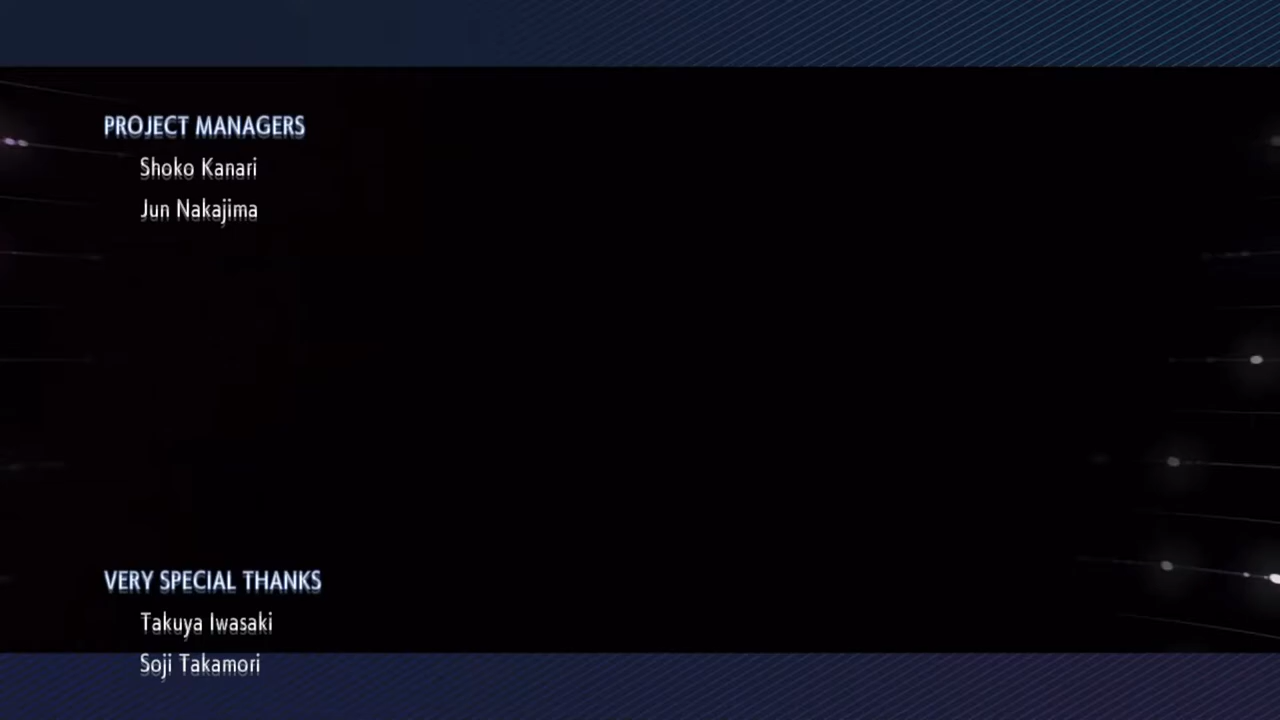 PROJECT MANAGERS
Shoko Kanari
Jun Nakajima
VERY SPECIAL THANKS
Takuya Iwasaki
Soji Takamori